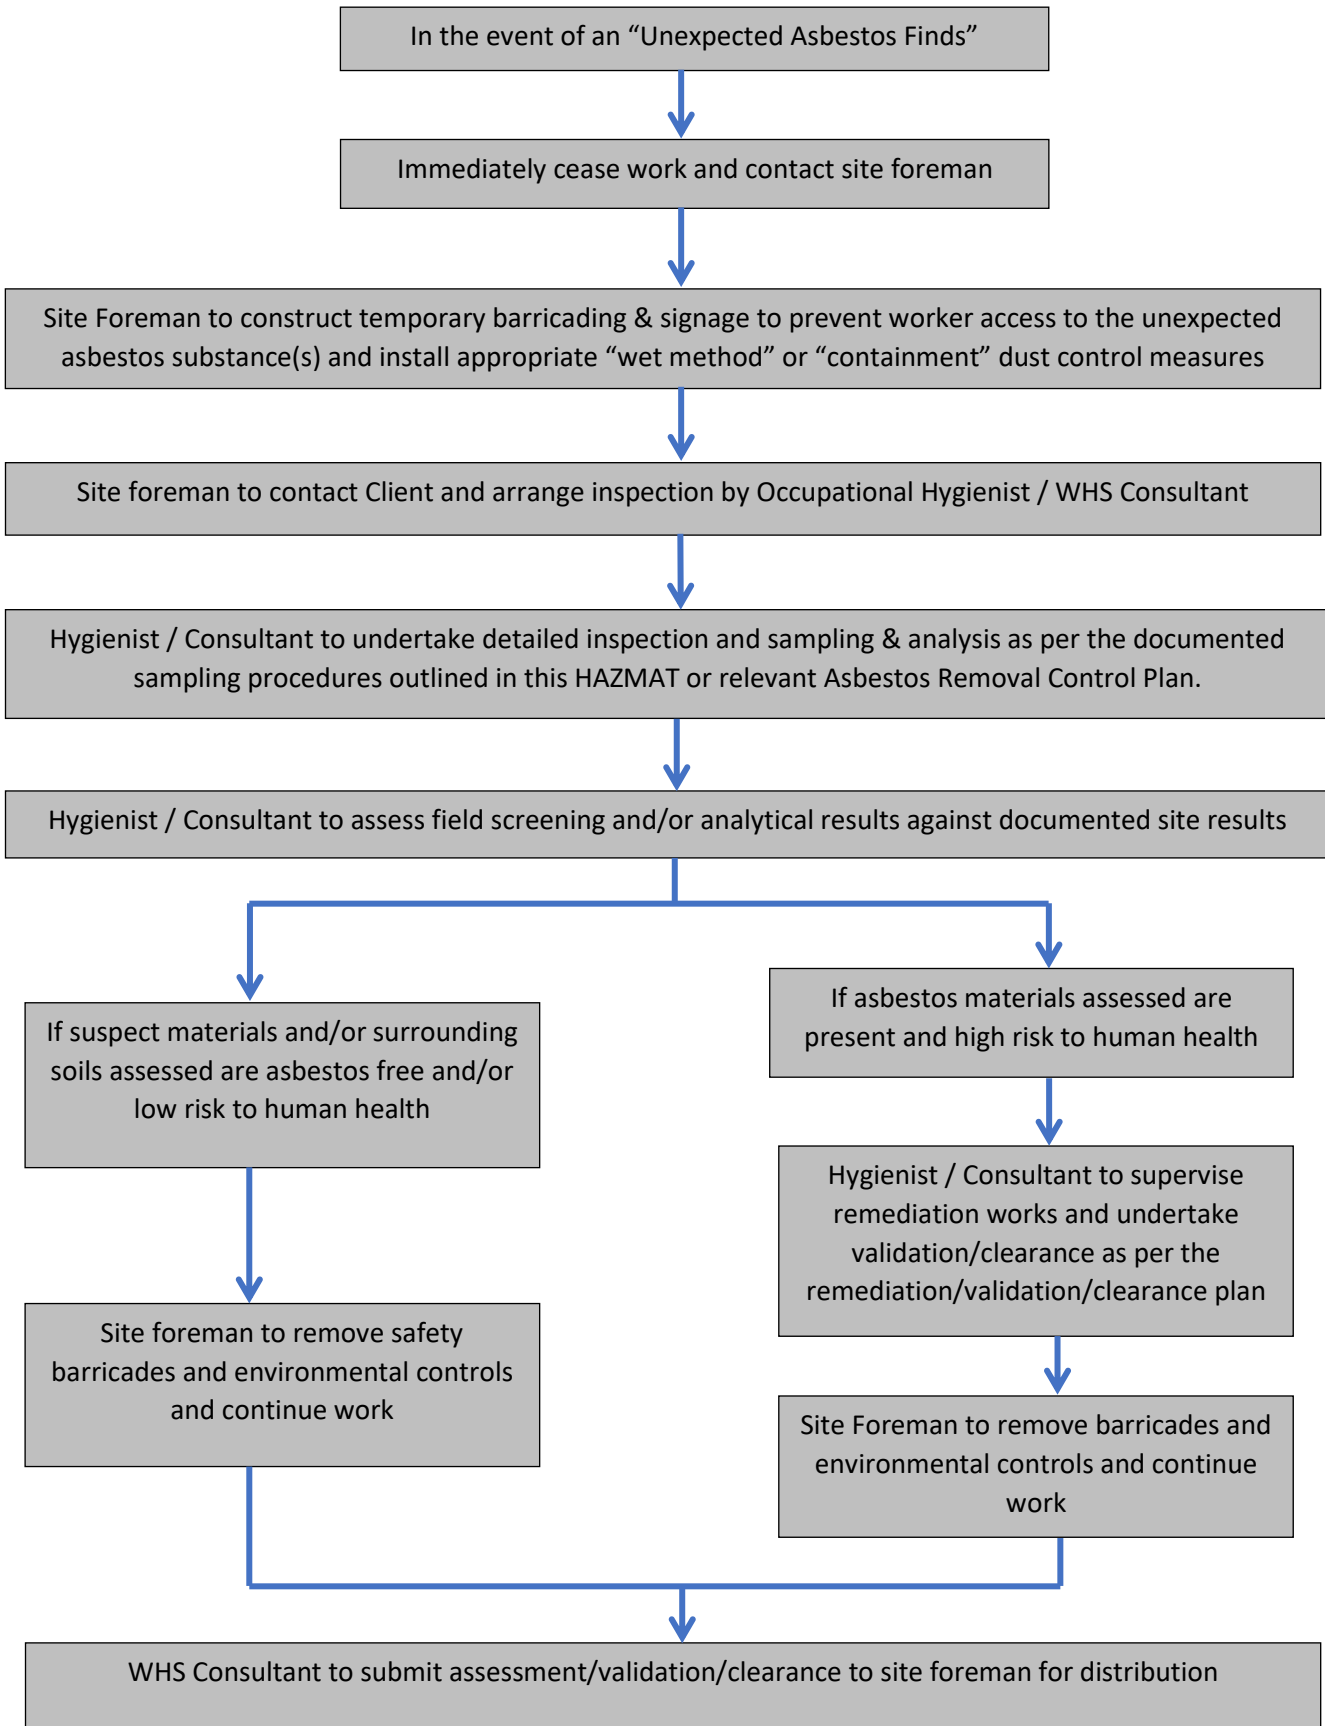 In the event of an “Unexpected Asbestos Finds”
Immediately cease work and contact site foreman
Site Foreman to construct temporary barricading & signage to prevent worker access to the unexpected
asbestos substance(s) and install appropriate “wet method” or “containment” dust control measures
Site foreman to contact Client and arrange inspection by Occupational Hygienist / WHS Consultant
Hygienist / Consultant to undertake detailed inspection and sampling & analysis as per the documented
sampling procedures outlined in this HAZMAT or relevant Asbestos Removal Control Plan.
Hygienist / Consultant to assess field screening and/or analytical results against documented site results
If suspect materials and/or surrounding
soils assessed are asbestos free and/or
low risk to human health
Site foreman to remove safety
barricades and environmental controls
and continue work
If asbestos materials assessed are
present and high risk to human health
Hygienist / Consultant to supervise
remediation works and undertake
validation/clearance as per the
remediation/validation/clearance plan
Site Foreman to remove barricades and
environmental controls and continue
work
WHS Consultant to submit assessment/validation/clearance to site foreman for distribution